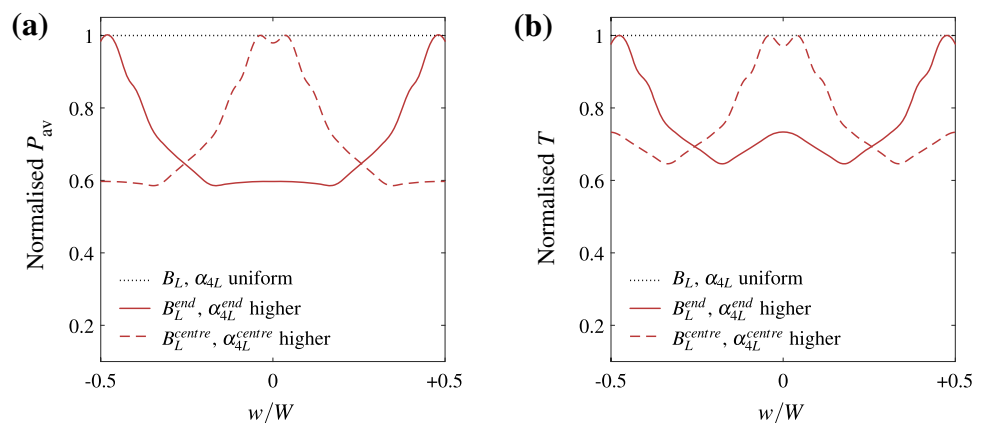 (a)
Normalised P_av
1
0.8
0.6
0.4
0.2
B_L, α_4L uniform
B_L^end, α_4L^end higher
B_L^centre, α_4L^centre higher
-0.5 0 +0.5
w/W
(b)
Normalised T
1
0.8
0.6
0.4
0.2
B_L, α_4L uniform
B_L^end, α_4L^end higher
B_L^centre, α_4L^centre higher
-0.5 0 +0.5
w/W